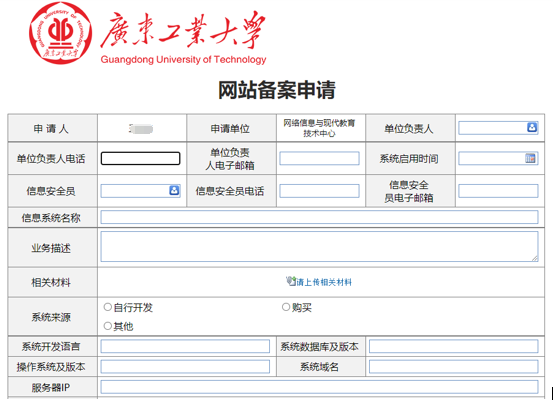 廣東工業大學
Guangdong University of Technology
网站备案申请
申 请 人
申请单位
网络信息与现代教育
技术中心
单位负责人
单位负责人电话
单位负责
人电子邮箱
系统启用时间
信息安全员
信息安全员电话
信息安全
员电子邮箱
信息系统名称
业务描述
相关材料
请上传相关材料
系统来源
自行开发
购买
其他
系统开发语言
系统数据库及版本
操作系统及版本
系统域名
服务器IP